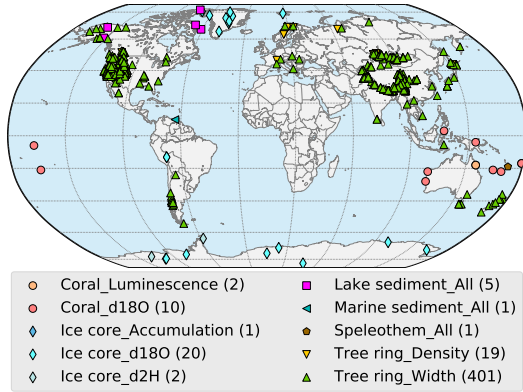 Coral_Luminescence (2)
Coral_d18O (10)
Ice core_Accumulation (1)
Ice core_d18O (20)
Ice core_d2H (2)
Lake sediment_All (5)
Marine sediment_All (1)
Speleothem_All (1)
Tree ring_Density (19)
Tree ring_Width (401)